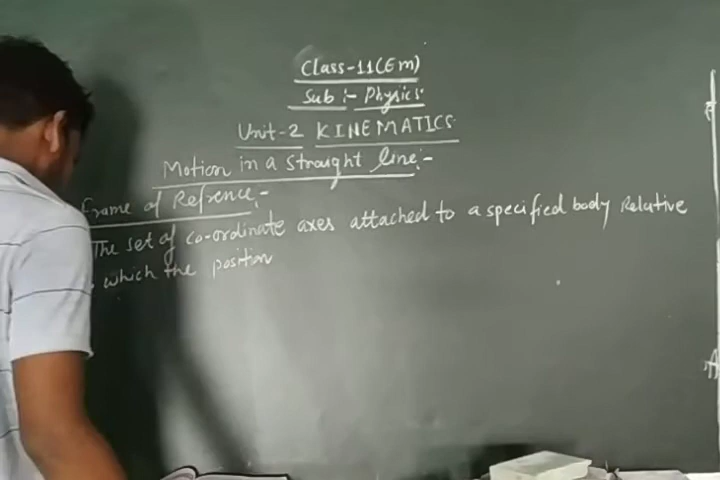 Class-11(Em)
Sub :- Physics
Unit-2 KINEMATICS
Motion in a straight line:-
Frame of Refrence:-
The set of co-ordinate axes attached to a specified body Relative
which the position
A